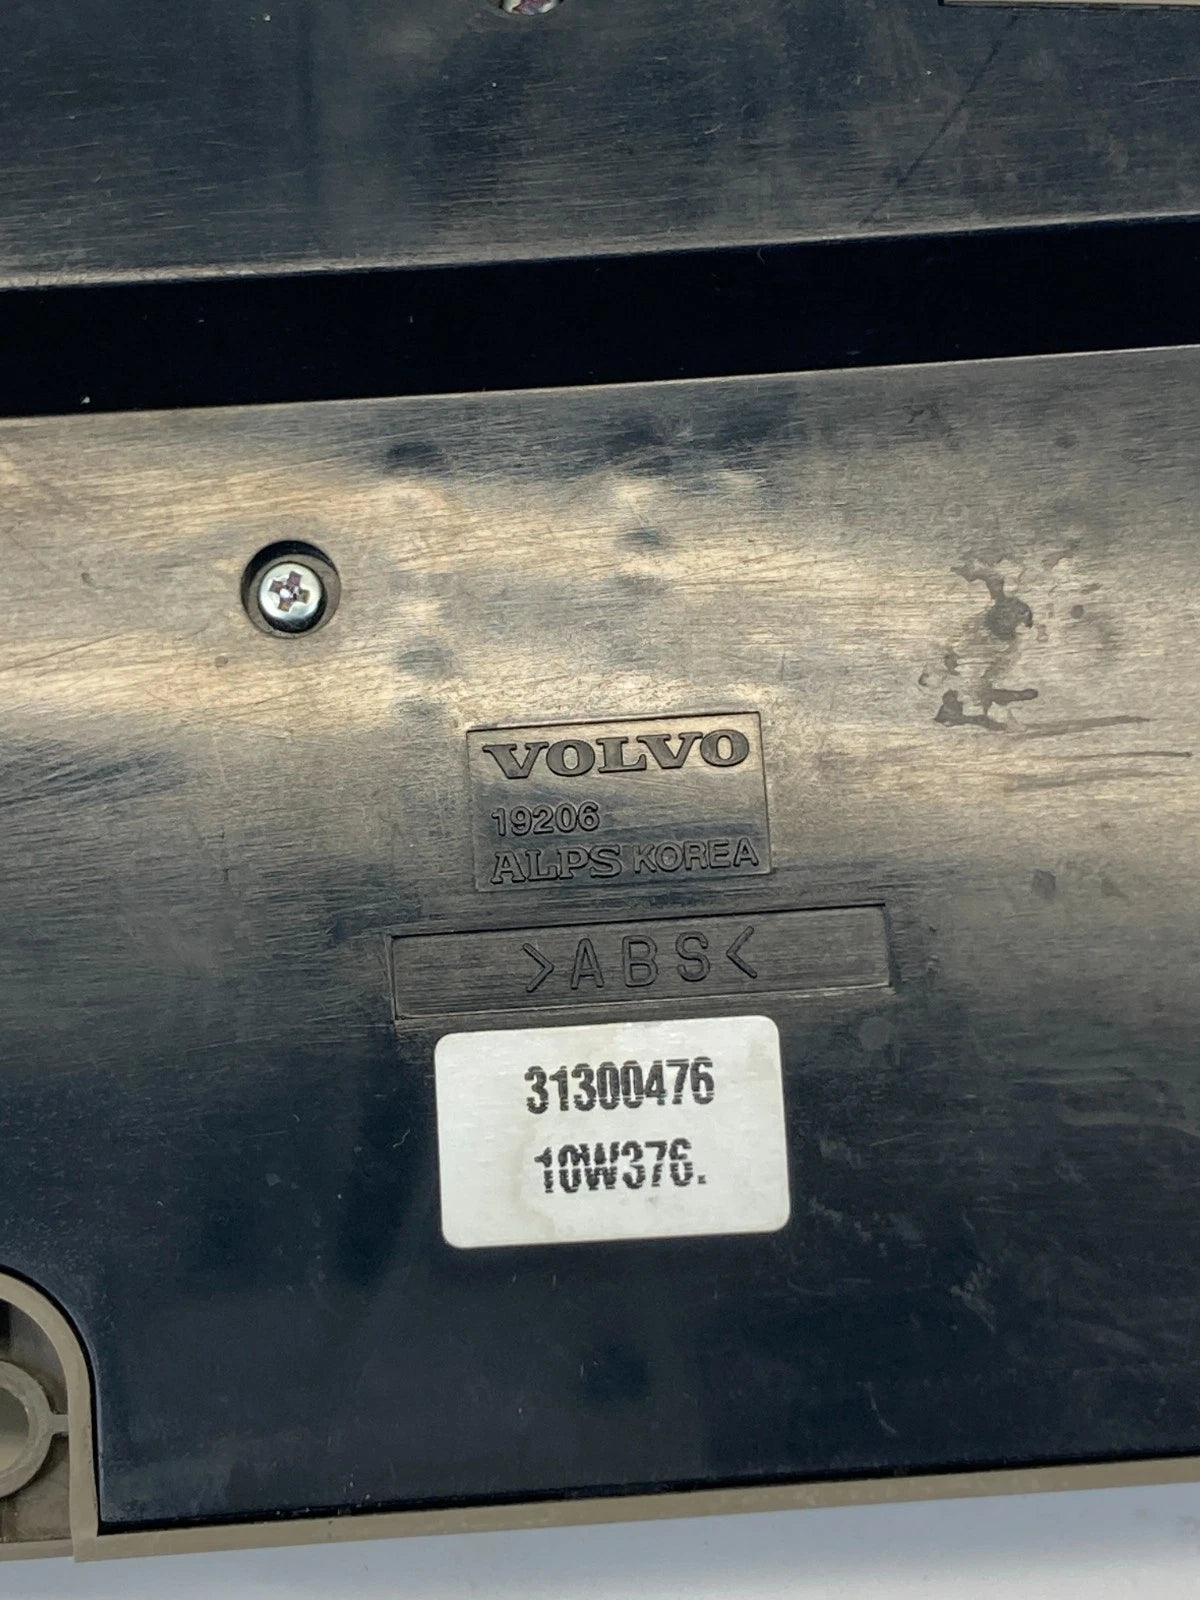 VOLVO
19206
ALPS KOREA
>ABS<
31300476
10W376.